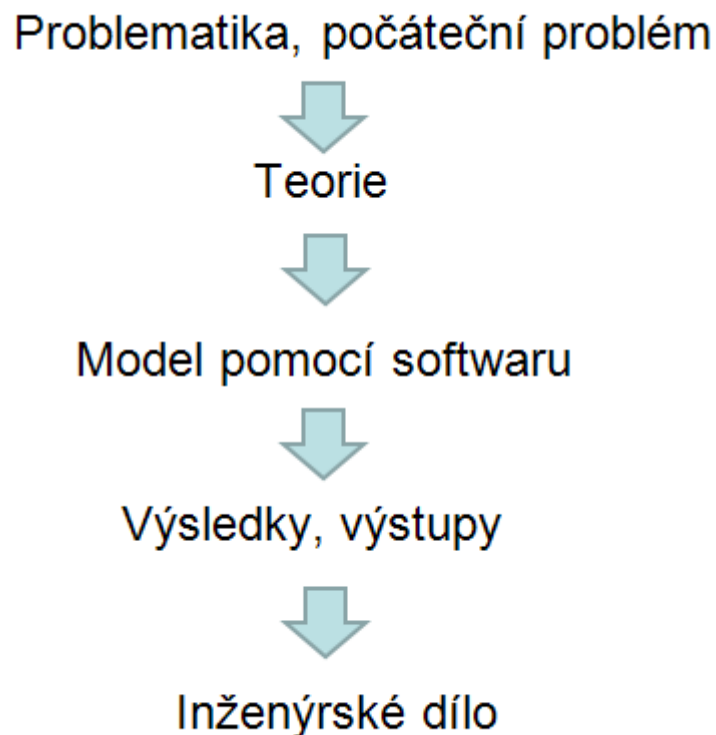 Problematika, počáteční problém
Teorie
Model pomocí softwaru
Výsledky, výstupy
Inženýrské dílo